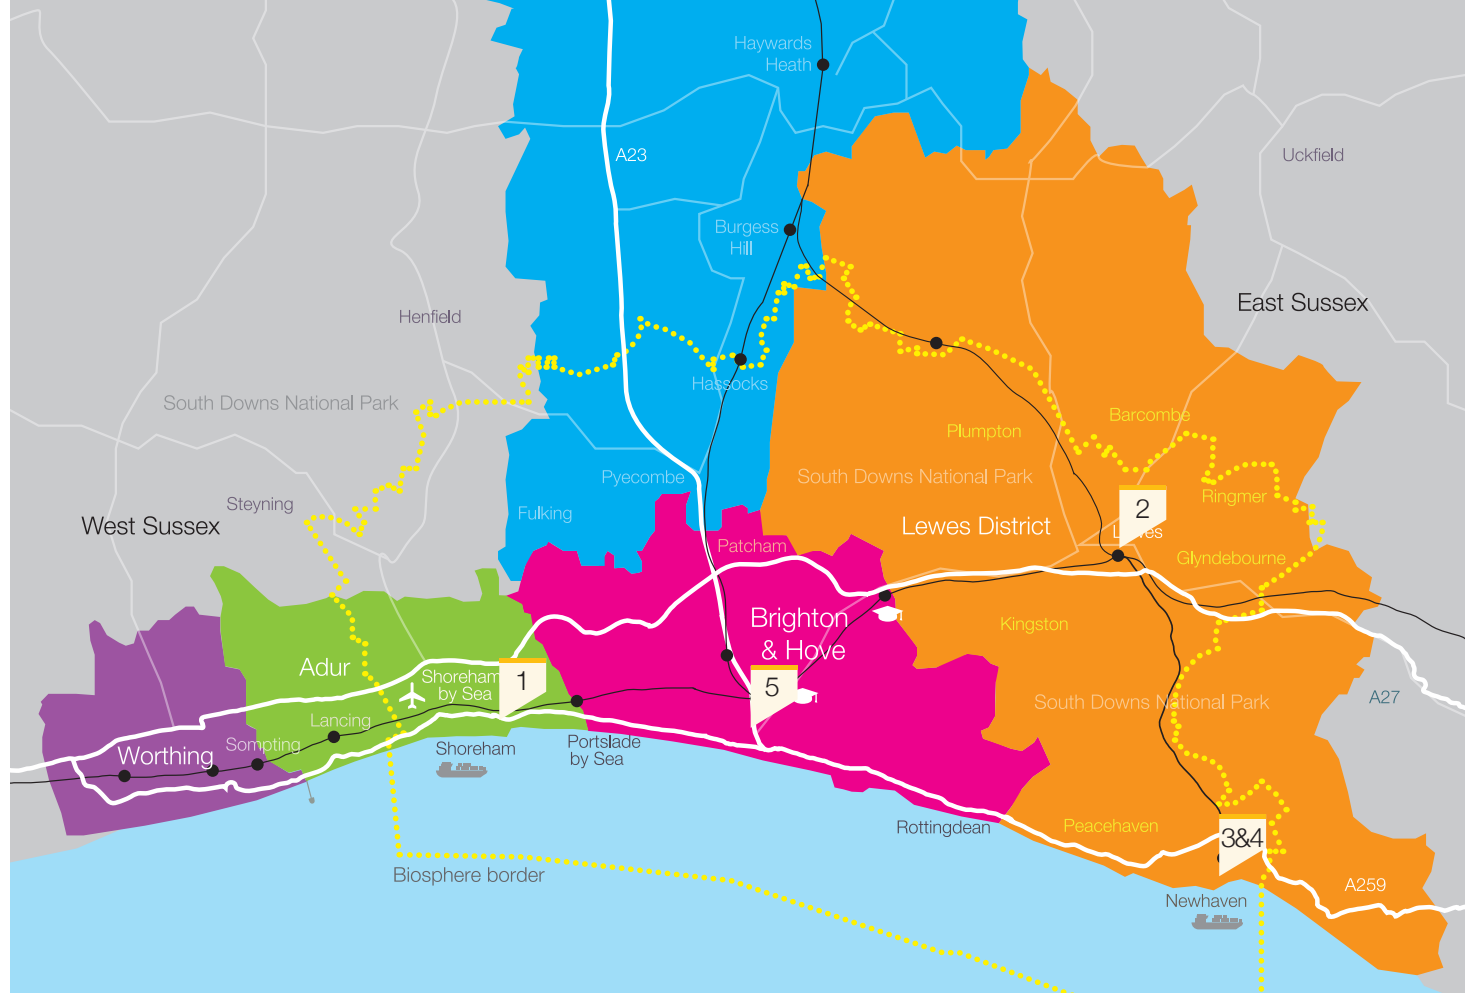 Haywards
Heath
A23
Uckfield
Burgess
Hill
East Sussex
Henfield
Hassocks
South Downs National Park
Barcombe
Plumpton
South Downs National Park
Pyecombe
Ringmer
Steyning
2
Fulking
West Sussex
Lewes District
Lewes
Patcham
Glyndebourne
Brighton
& Hove
Kingston
Adur
Shoreham
by Sea
1
5
South Downs National Park
A27
Lancing
Sompting
Worthing
Shoreham
Portslade
by Sea
Rottingdean
Peacehaven
3&4
Biosphere border
A259
Newhaven